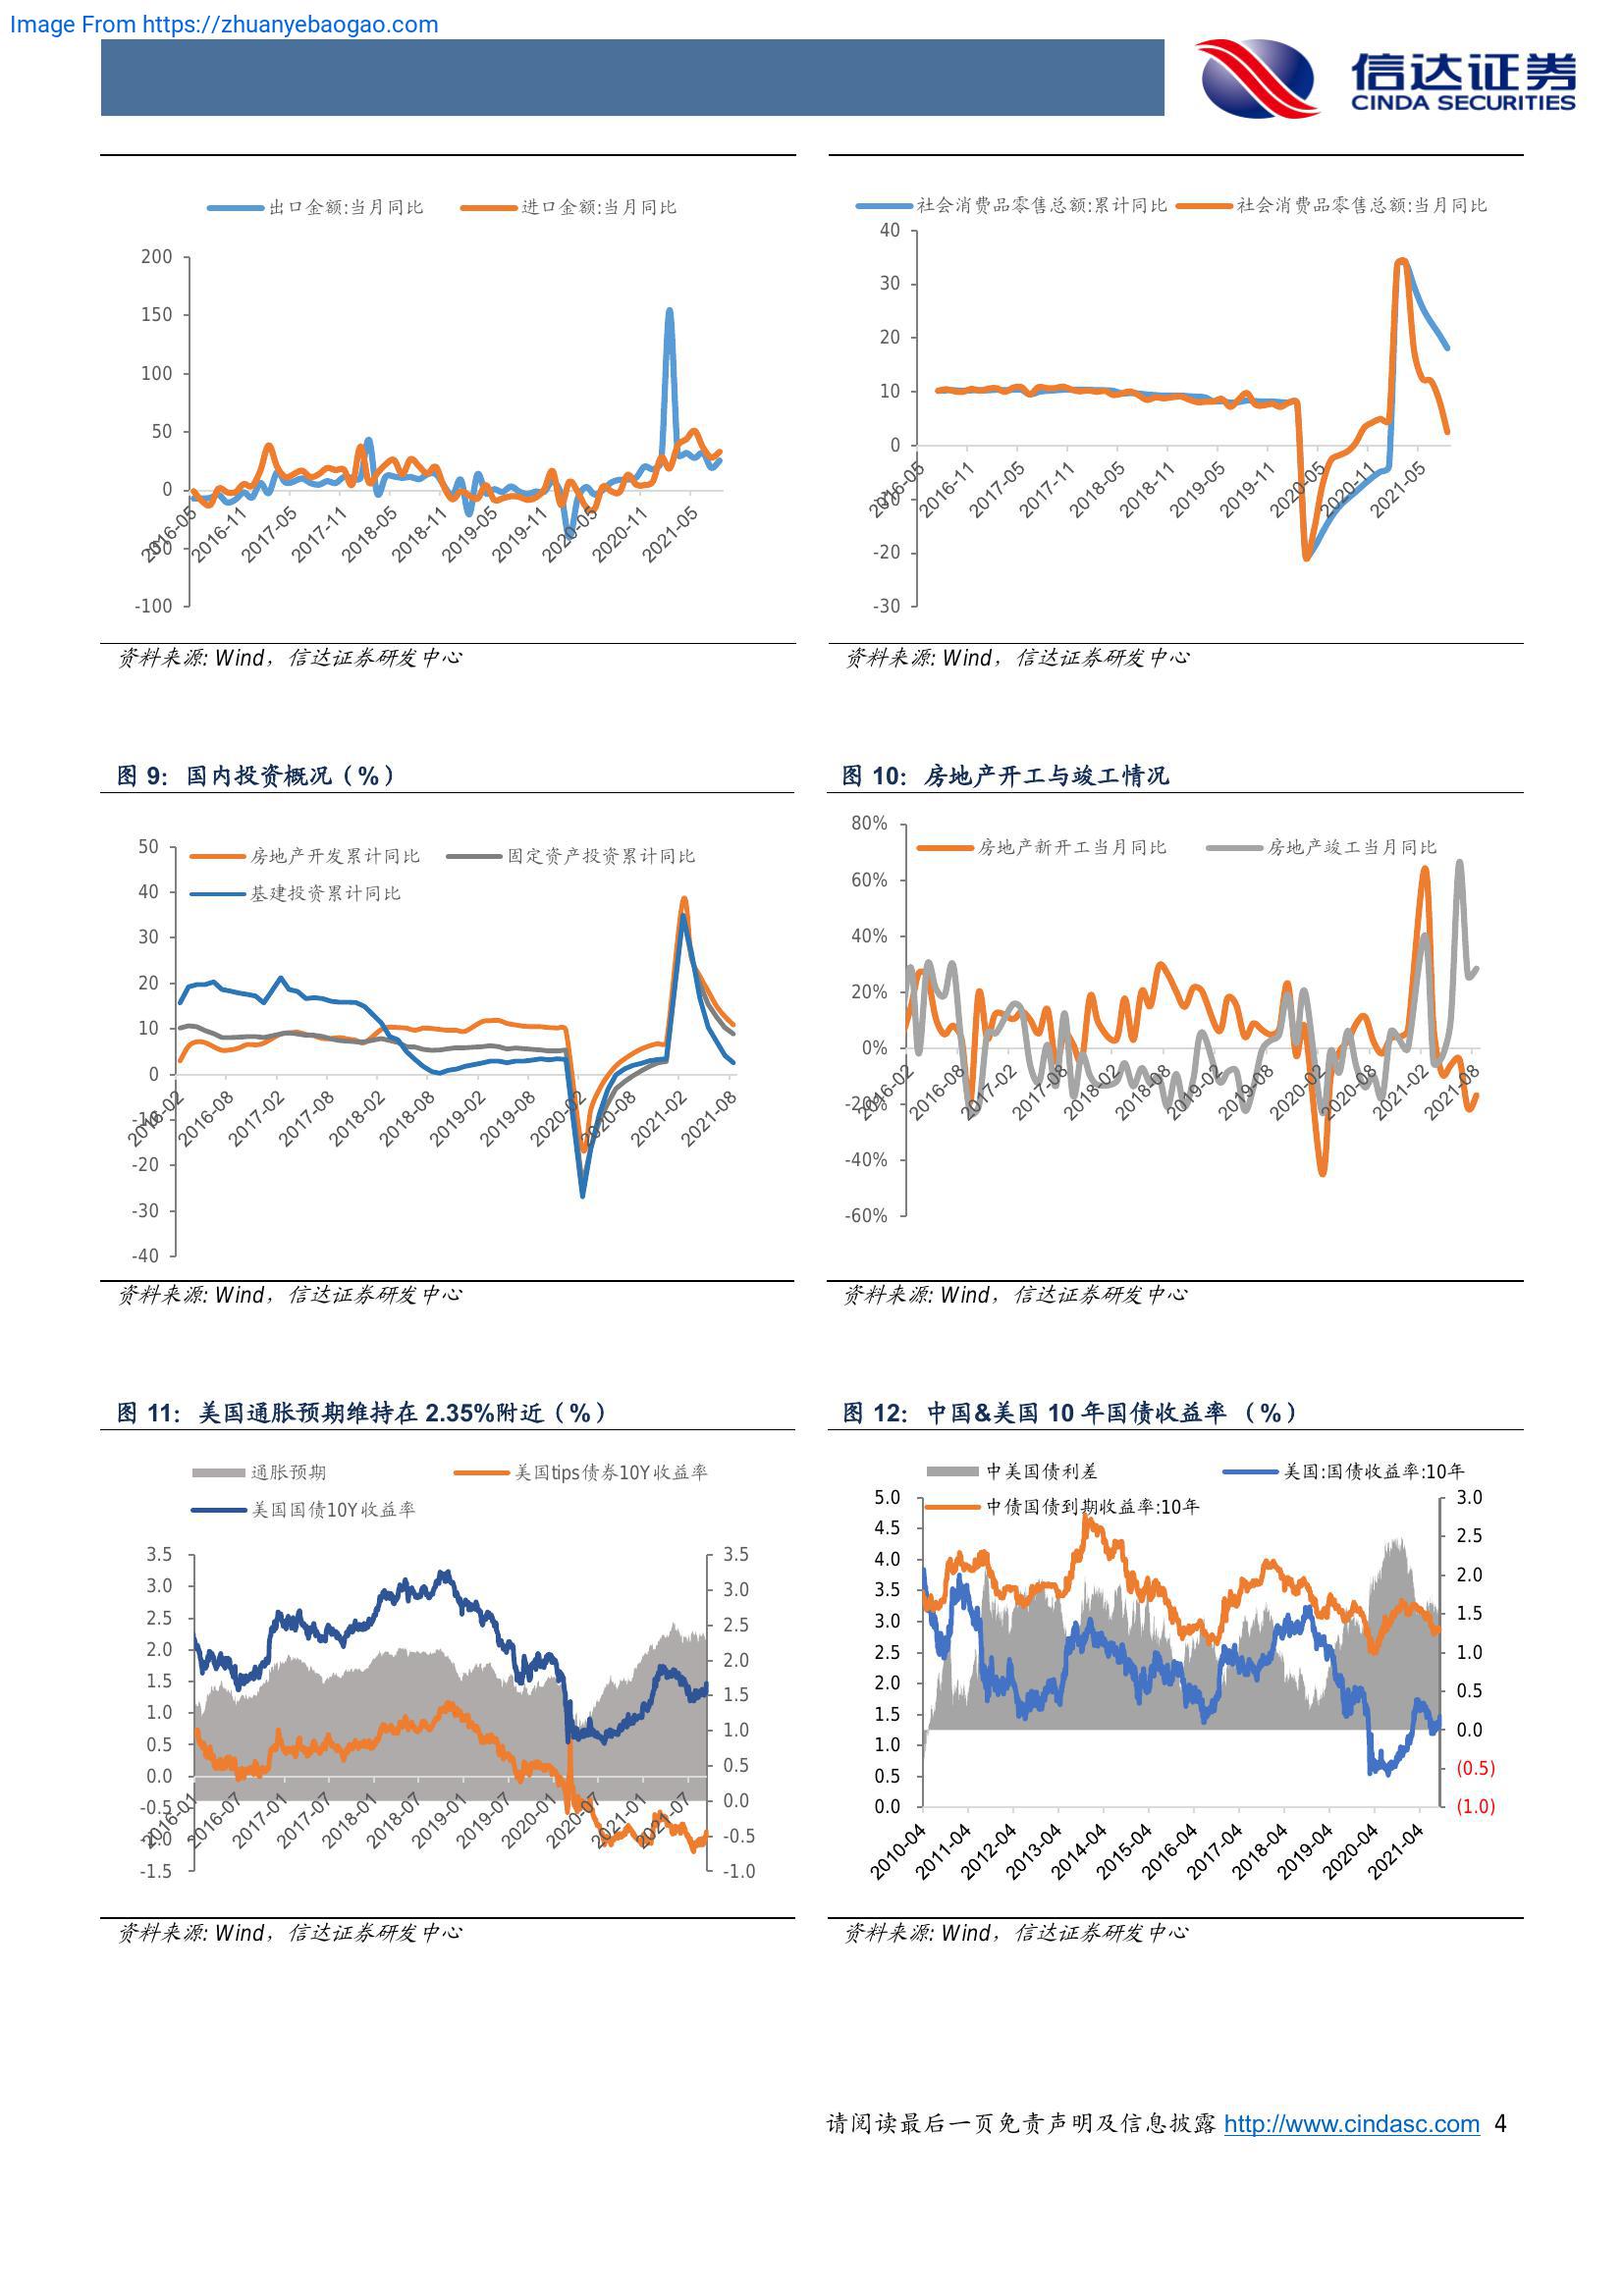 Image From https://zhuanyebaogao.com
信达证券
CINDA SECURITIES
出口金额:当月同比 进口金额:当月同比
200
150
100
50
0
-50
-100
2016-05 2016-11 2017-05 2017-11 2018-05 2018-11 2019-05 2019-11 2020-05 2020-11 2021-05
资料来源: Wind，信达证券研发中心
社会消费品零售总额:累计同比 社会消费品零售总额:当月同比
40
30
20
10
0
-10
-20
-30
2016-05 2016-11 2017-05 2017-11 2018-05 2018-11 2019-05 2019-11 2020-05 2020-11 2021-05
资料来源: Wind，信达证券研发中心
图 9：国内投资概况（%）
房地产开发累计同比 固定资产投资累计同比
基建投资累计同比
50
40
30
20
10
0
-10
-20
-30
-40
2016-02 2016-08 2017-02 2017-08 2018-02 2018-08 2019-02 2019-08 2020-02 2020-08 2021-02 2021-08
资料来源: Wind，信达证券研发中心
图 10：房地产开工与竣工情况
房地产新开工当月同比 房地产竣工当月同比
80%
60%
40%
20%
0%
-20%
-40%
-60%
2016-02 2016-08 2017-02 2017-08 2018-02 2018-08 2019-02 2019-08 2020-02 2020-08 2021-02 2021-08
资料来源: Wind，信达证券研发中心
图 11：美国通胀预期维持在 2.35%附近（%）
通胀预期 美国tips债券10Y收益率
美国国债10Y收益率
3.5 3.5
3.0 3.0
2.5 2.5
2.0 2.0
1.5 1.5
1.0 1.0
0.5 0.5
0.0 0.0
-0.5 -0.5
-1.0 -1.0
-1.5
2016-01 2016-07 2017-01 2017-07 2018-01 2018-07 2019-01 2019-07 2020-01 2020-07 2021-01 2021-07
资料来源: Wind，信达证券研发中心
图 12：中国&美国 10 年国债收益率 （%）
中美国债利差 美国:国债收益率:10年
中债国债到期收益率:10年
5.0 3.0
4.5 2.5
4.0 2.0
3.5 1.5
3.0 1.0
2.5 0.5
2.0 0.0
1.5 (0.5)
1.0 (1.0)
0.5
0.0
2010-04 2011-04 2012-04 2013-04 2014-04 2015-04 2016-04 2017-04 2018-04 2019-04 2020-04 2021-04
资料来源: Wind，信达证券研发中心
请阅读最后一页免责声明及信息披露 http://www.cindasc.com 4